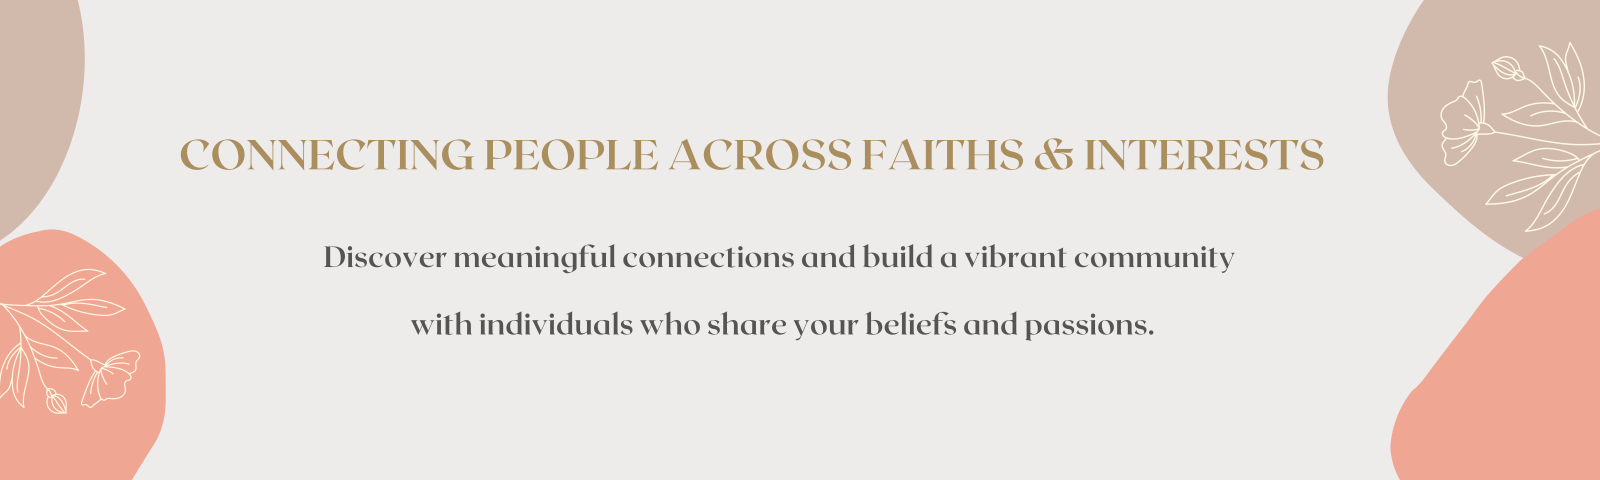 CONNECTING PEOPLE ACROSS FAITHS & INTERESTS
Discover meaningful connections and build a vibrant community
with individuals who share your beliefs and passions.